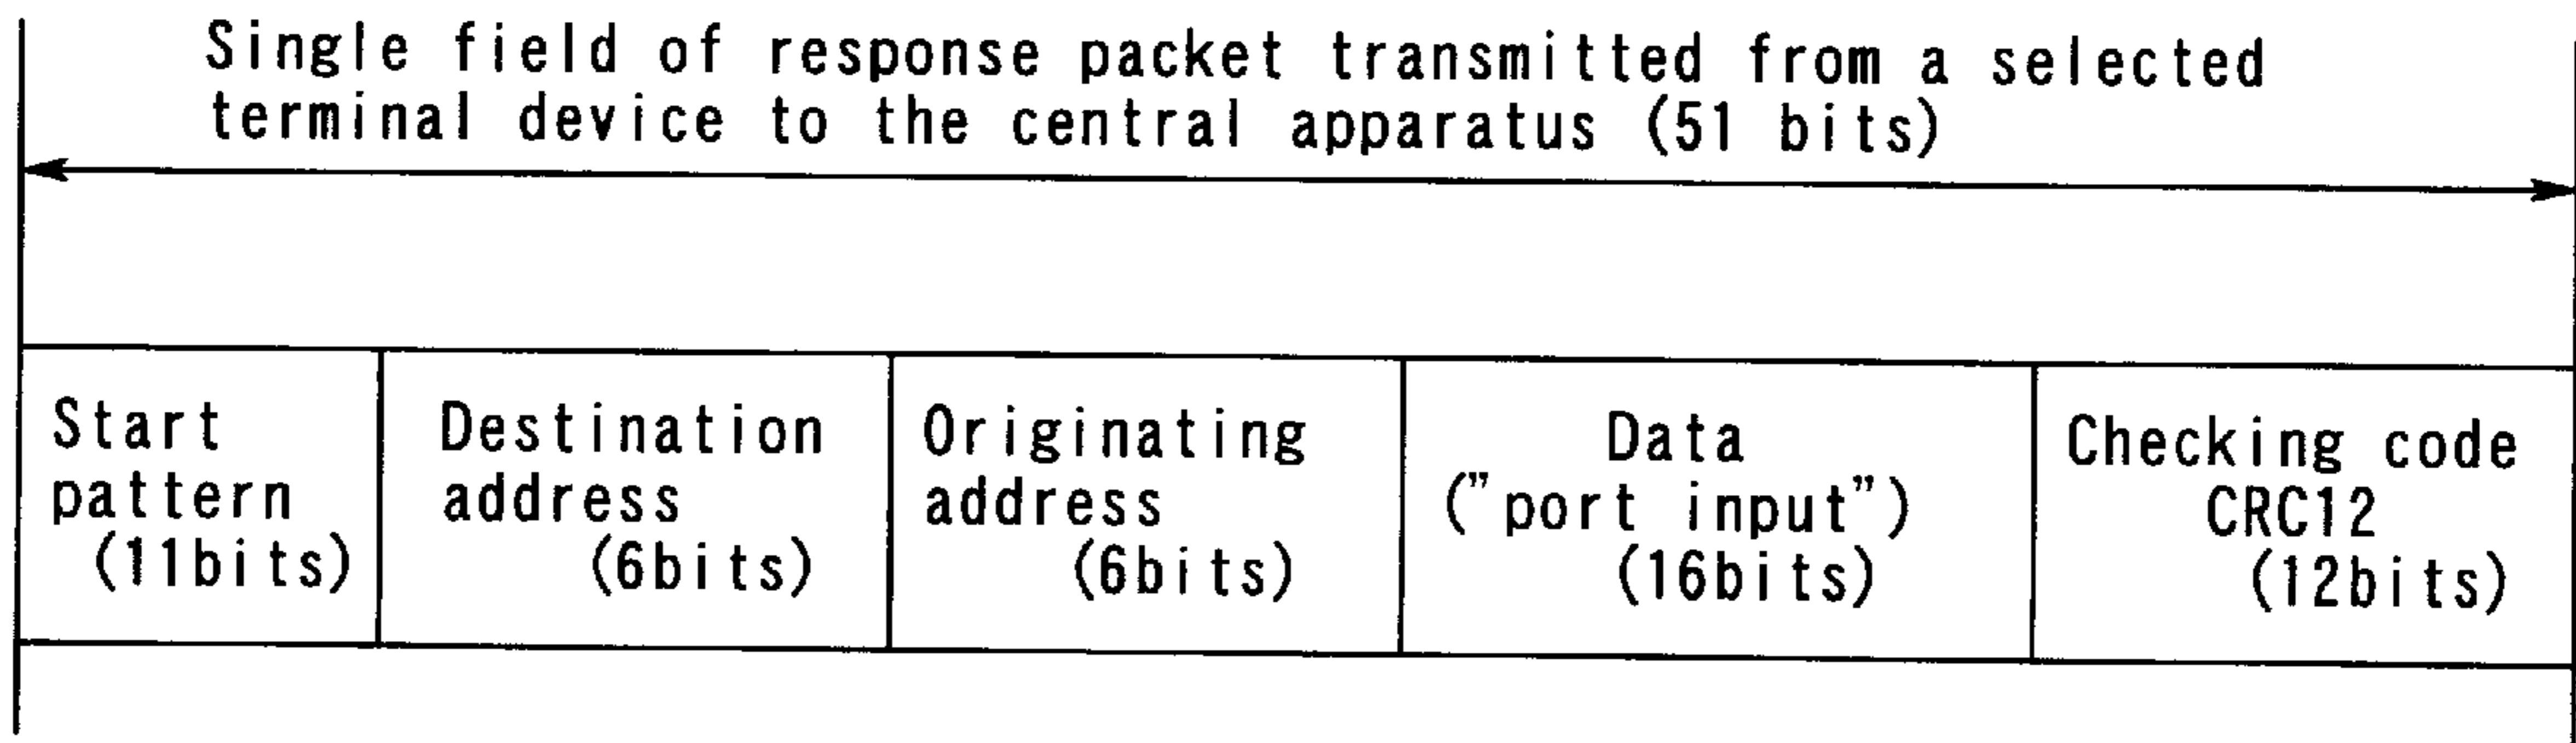 Single field of response packet transmitted from a selected
terminal device to the central apparatus (51 bits)
Start
pattern
(11bits)
Destination
address
(6bits)
Originating
address
(6bits)
Data
("port input")
(16bits)
Checking code
CRC12
(12bits)